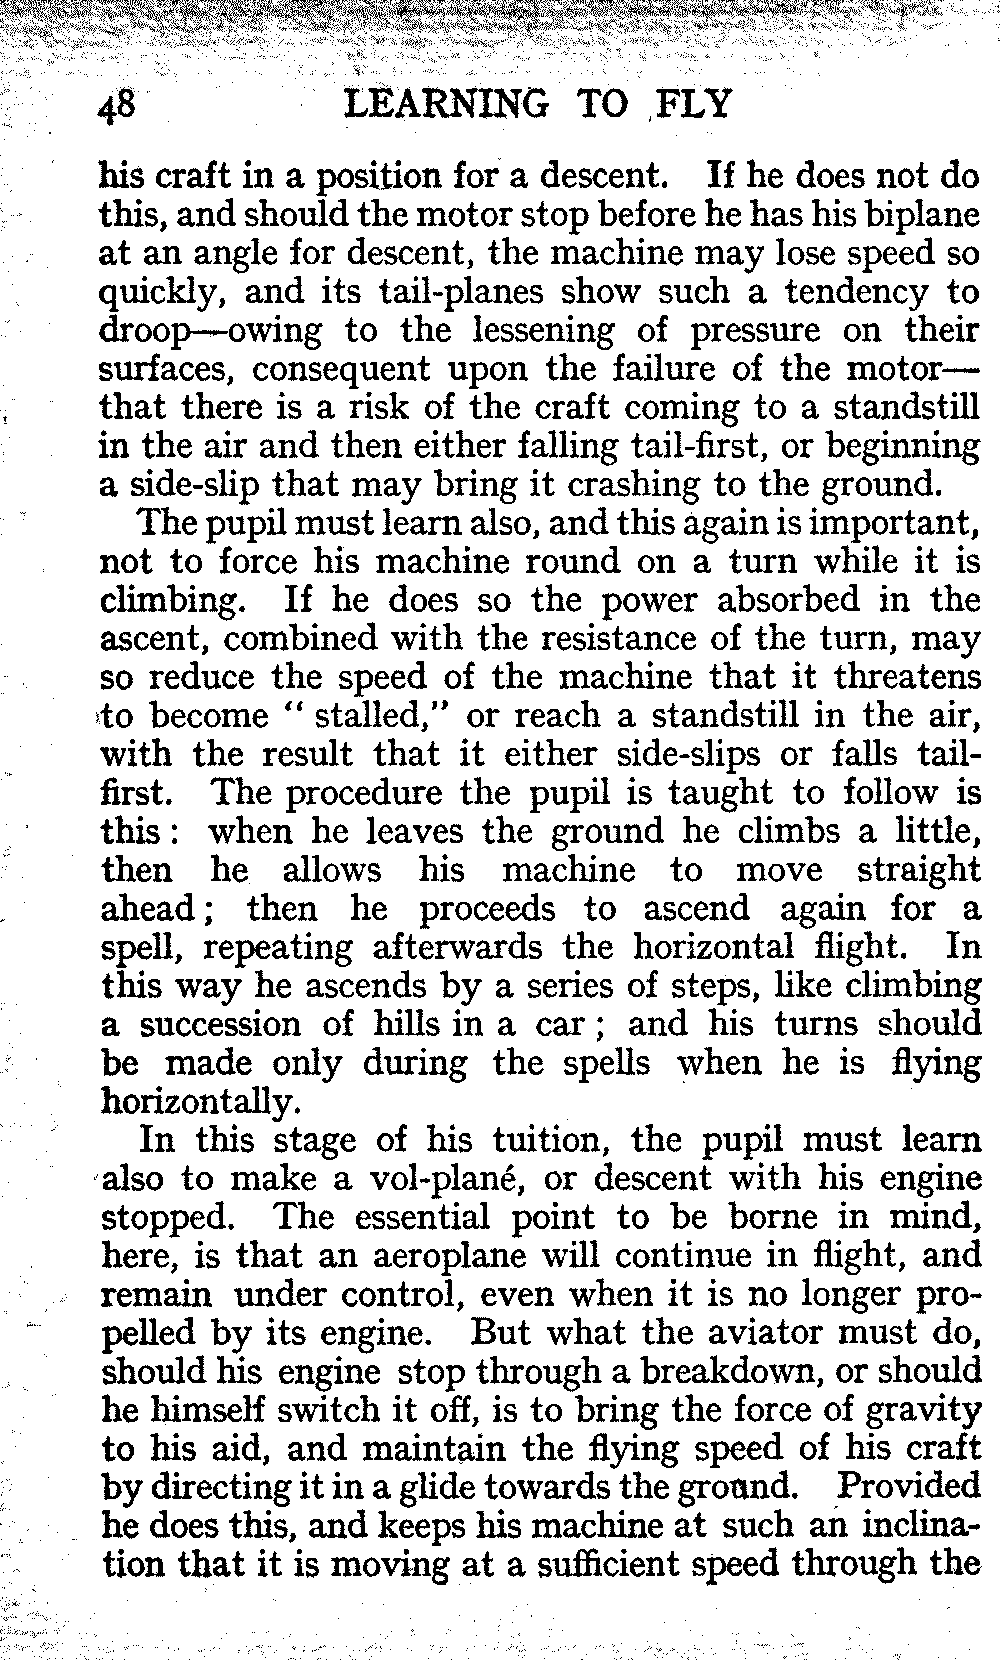 48 LEARNING TO FLY
his craft in a position for a descent. If he does not do
this, and should the motor stop before he has his biplane
at an angle for descent, the machine may lose speed so
quickly, and its tail-planes show such a tendency to
droop—owing to the lessening of pressure on their
surfaces, consequent upon the failure of the motor—
that there is a risk of the craft coming to a standstill
in the air and then either falling tail-first, or beginning
a side-slip that may bring it crashing to the ground.
The pupil must learn also, and this again is important,
not to force his machine round on a turn while it is
climbing. If he does so the power absorbed in the
ascent, combined with the resistance of the turn, may
so reduce the speed of the machine that it threatens
to become “ stalled,” or reach a standstill in the air,
with the result that it either side-slips or falls tail-
first. The procedure the pupil is taught to follow is
this : when he leaves the ground he climbs a little,
then he allows his machine to move straight
ahead ; then he proceeds to ascend again for a
spell, repeating afterwards the horizontal flight. In
this way he ascends by a series of steps, like climbing
a succession of hills in a car ; and his turns should
be made only during the spells when he is flying
horizontally.
In this stage of his tuition, the pupil must learn
also to make a vol-plané, or descent with his engine
stopped. The essential point to be borne in mind,
here, is that an aeroplane will continue in flight, and
remain under control, even when it is no longer pro-
pelled by its engine. But what the aviator must do,
should his engine stop through a breakdown, or should
he himself switch it off, is to bring the force of gravity
to his aid, and maintain the flying speed of his craft
by directing it in a glide towards the ground. Provided
he does this, and keeps his machine at such an inclina-
tion that it is moving at a sufficient speed through the